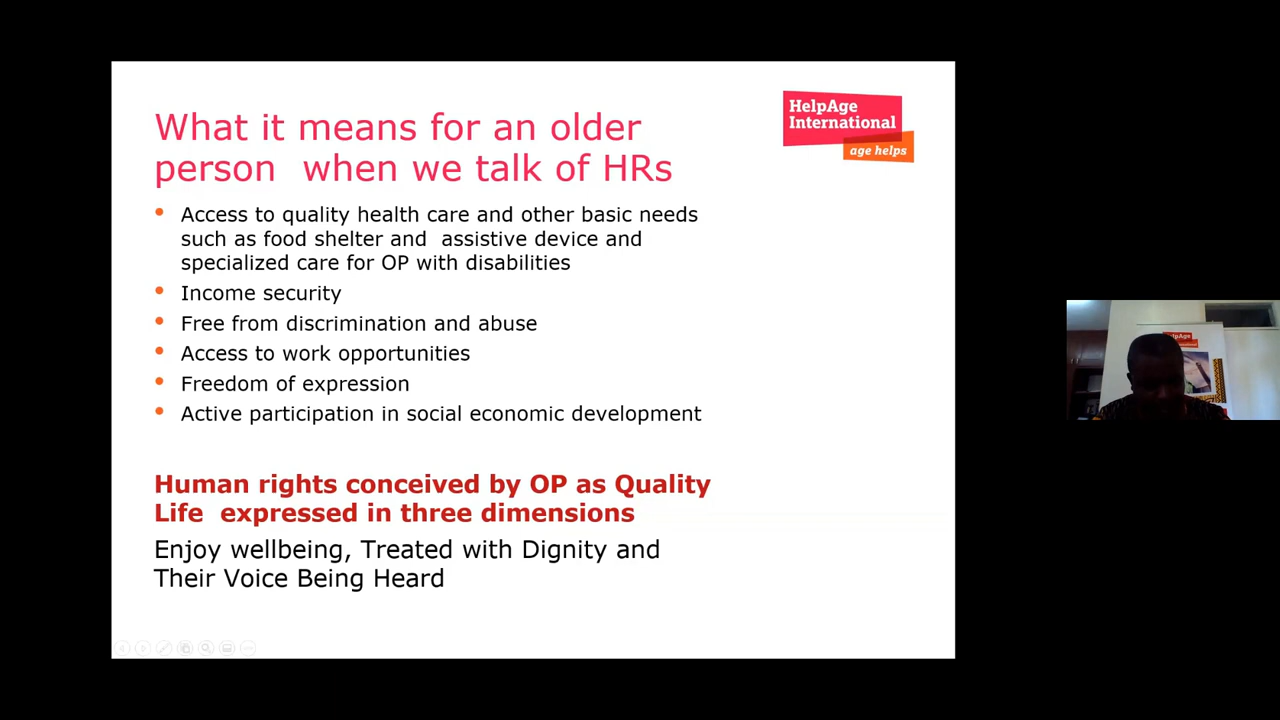 What it means for an older
person  when we talk of HRs
HelpAge
International
age helps
• Access to quality health care and other basic needs
such as food shelter and  assistive device and
specialized care for OP with disabilities
• Income security
• Free from discrimination and abuse
• Access to work opportunities
• Freedom of expression
• Active participation in social economic development
Human rights conceived by OP as Quality
Life  expressed in three dimensions
Enjoy wellbeing, Treated with Dignity and
Their Voice Being Heard